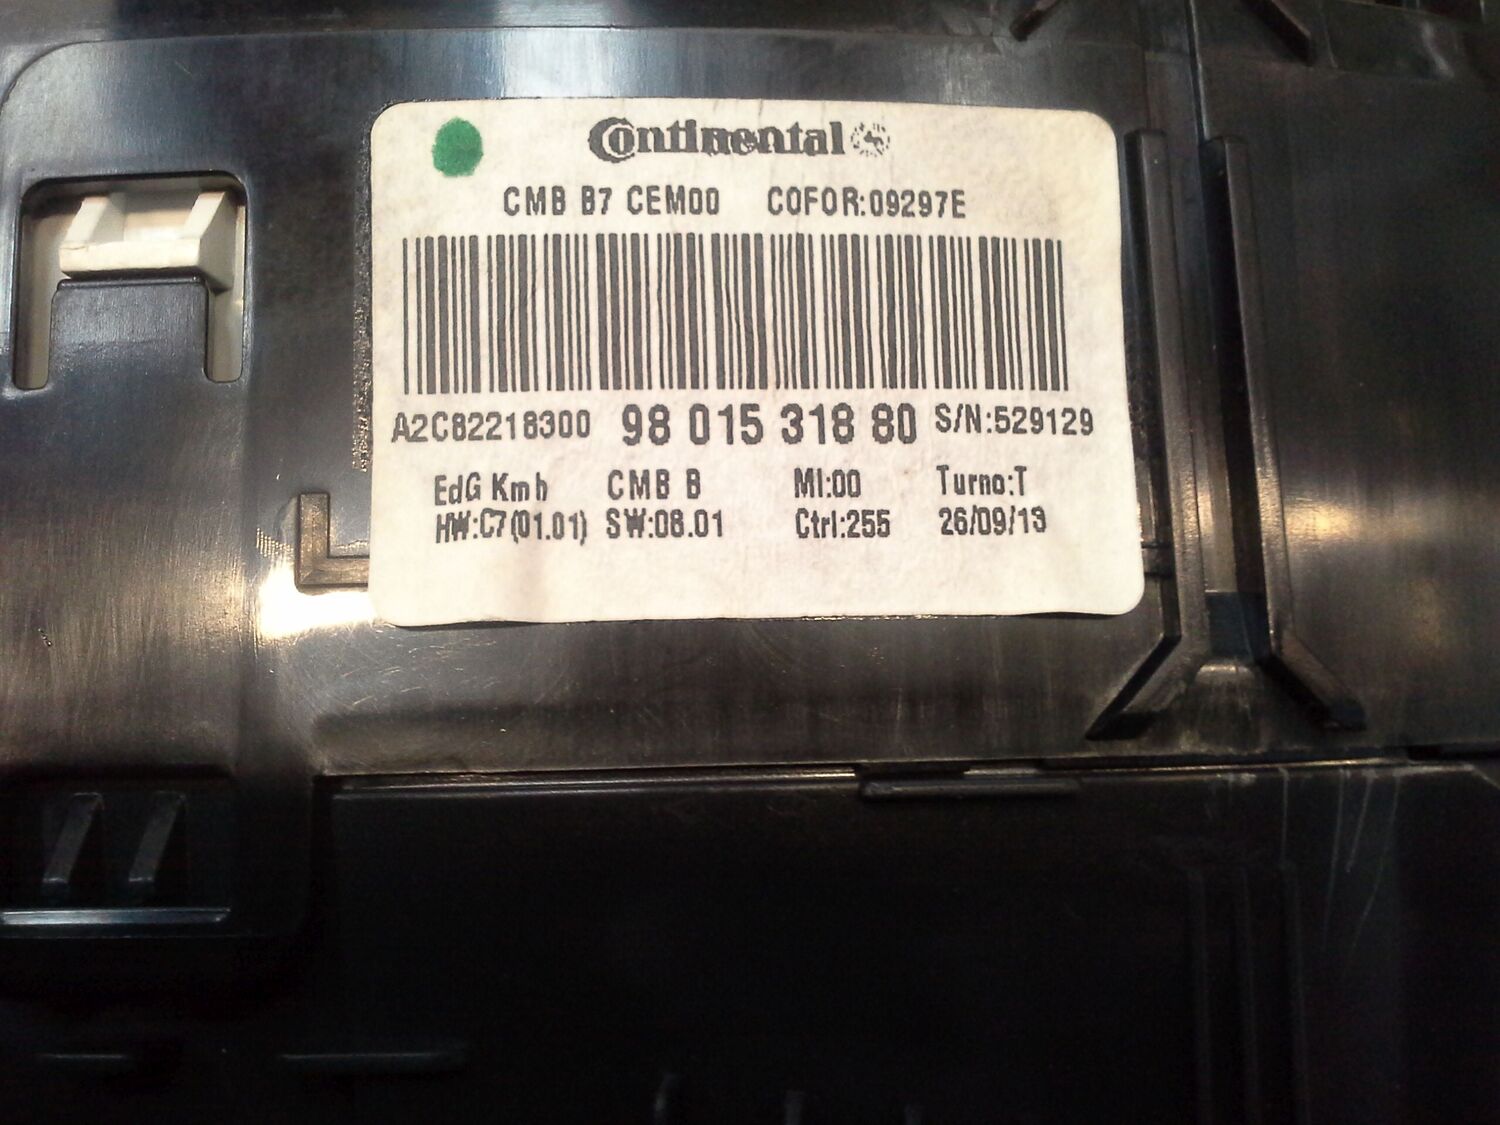 Continental
CMB B7 CEM00 COFOR:09297E
A2C82218300 98 015 318 80 S/N:529129
EdG Kmh CMB B MI:00 Turno:T
HW:C7(01.01) SW:08.01 Ctrl:255 26/09/13